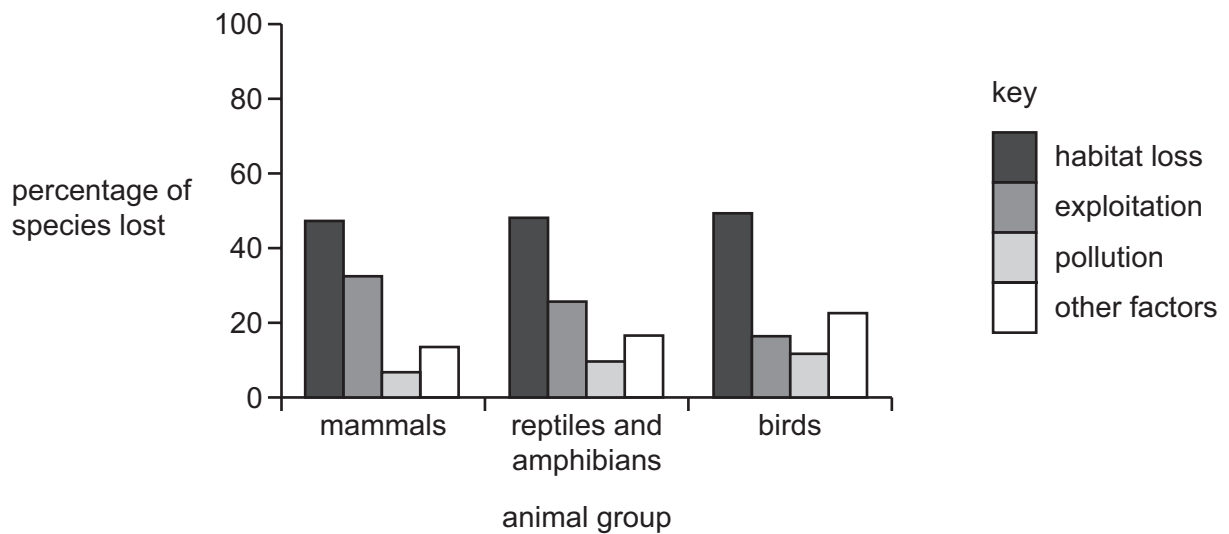 100
80
60
40
20
0
percentage of
species lost
mammals
reptiles and
amphibians
birds
animal group
key
habitat loss
exploitation
pollution
other factors